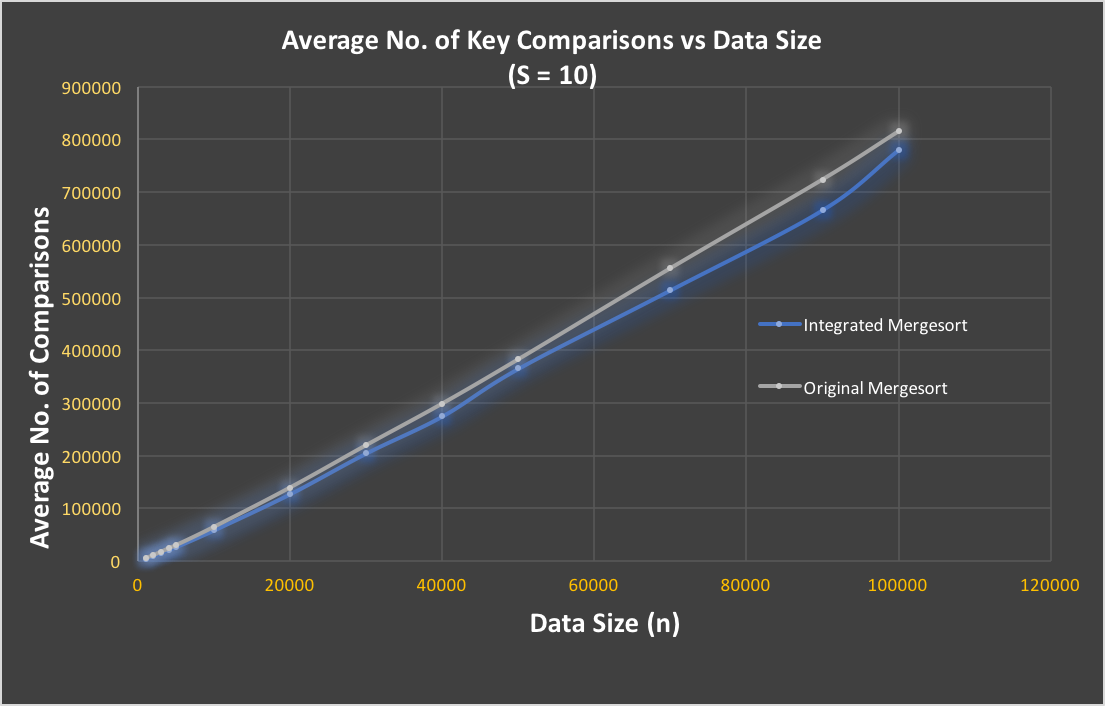 Average No. of Key Comparisons vs Data Size
(S = 10)
900000
800000
700000
600000
500000
400000
300000
200000
100000
0
Average No. of Comparisons
Integrated Mergesort
Original Mergesort
0 20000 40000 60000 80000 100000 120000
Data Size (n)